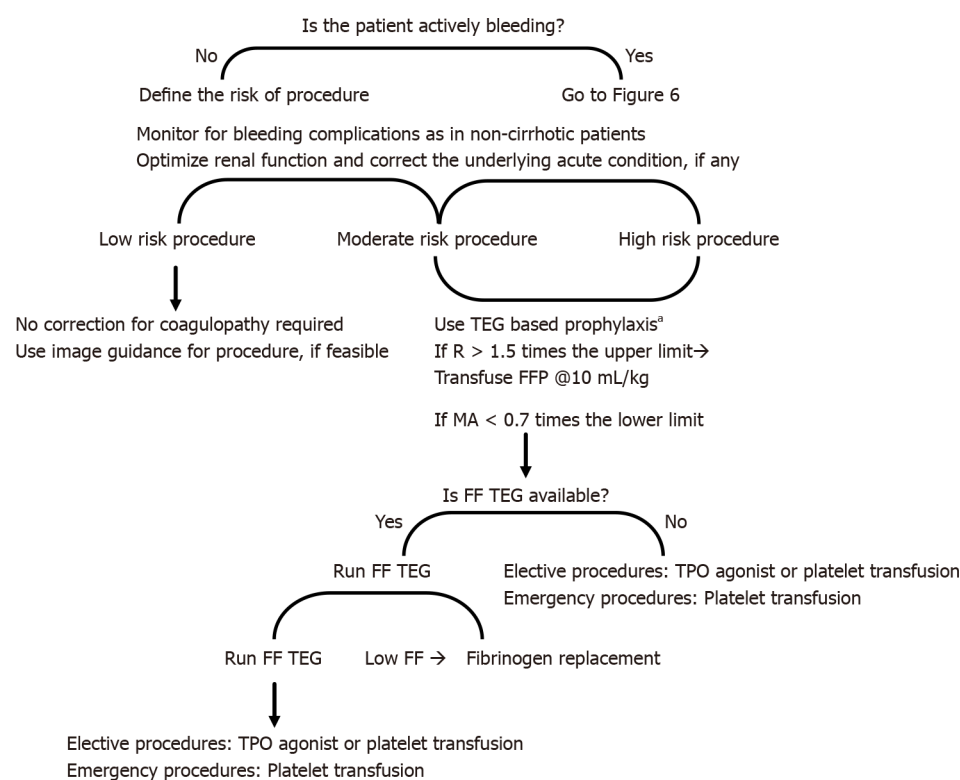 Is the patient actively bleeding?
No
Yes
Define the risk of procedure
Go to Figure 6
Monitor for bleeding complications as in non-cirrhotic patients
Optimize renal function and correct the underlying acute condition, if any
Low risk procedure
Moderate risk procedure
High risk procedure
No correction for coagulopathy required
Use image guidance for procedure, if feasible
Use TEG based prophylaxisᵃ
If R > 1.5 times the upper limit→
Transfuse FFP @10 mL/kg
If MA < 0.7 times the lower limit
Is FF TEG available?
Yes
No
Run FF TEG
Elective procedures: TPO agonist or platelet transfusion
Emergency procedures: Platelet transfusion
Run FF TEG
Low FF →
Fibrinogen replacement
Elective procedures: TPO agonist or platelet transfusion
Emergency procedures: Platelet transfusion